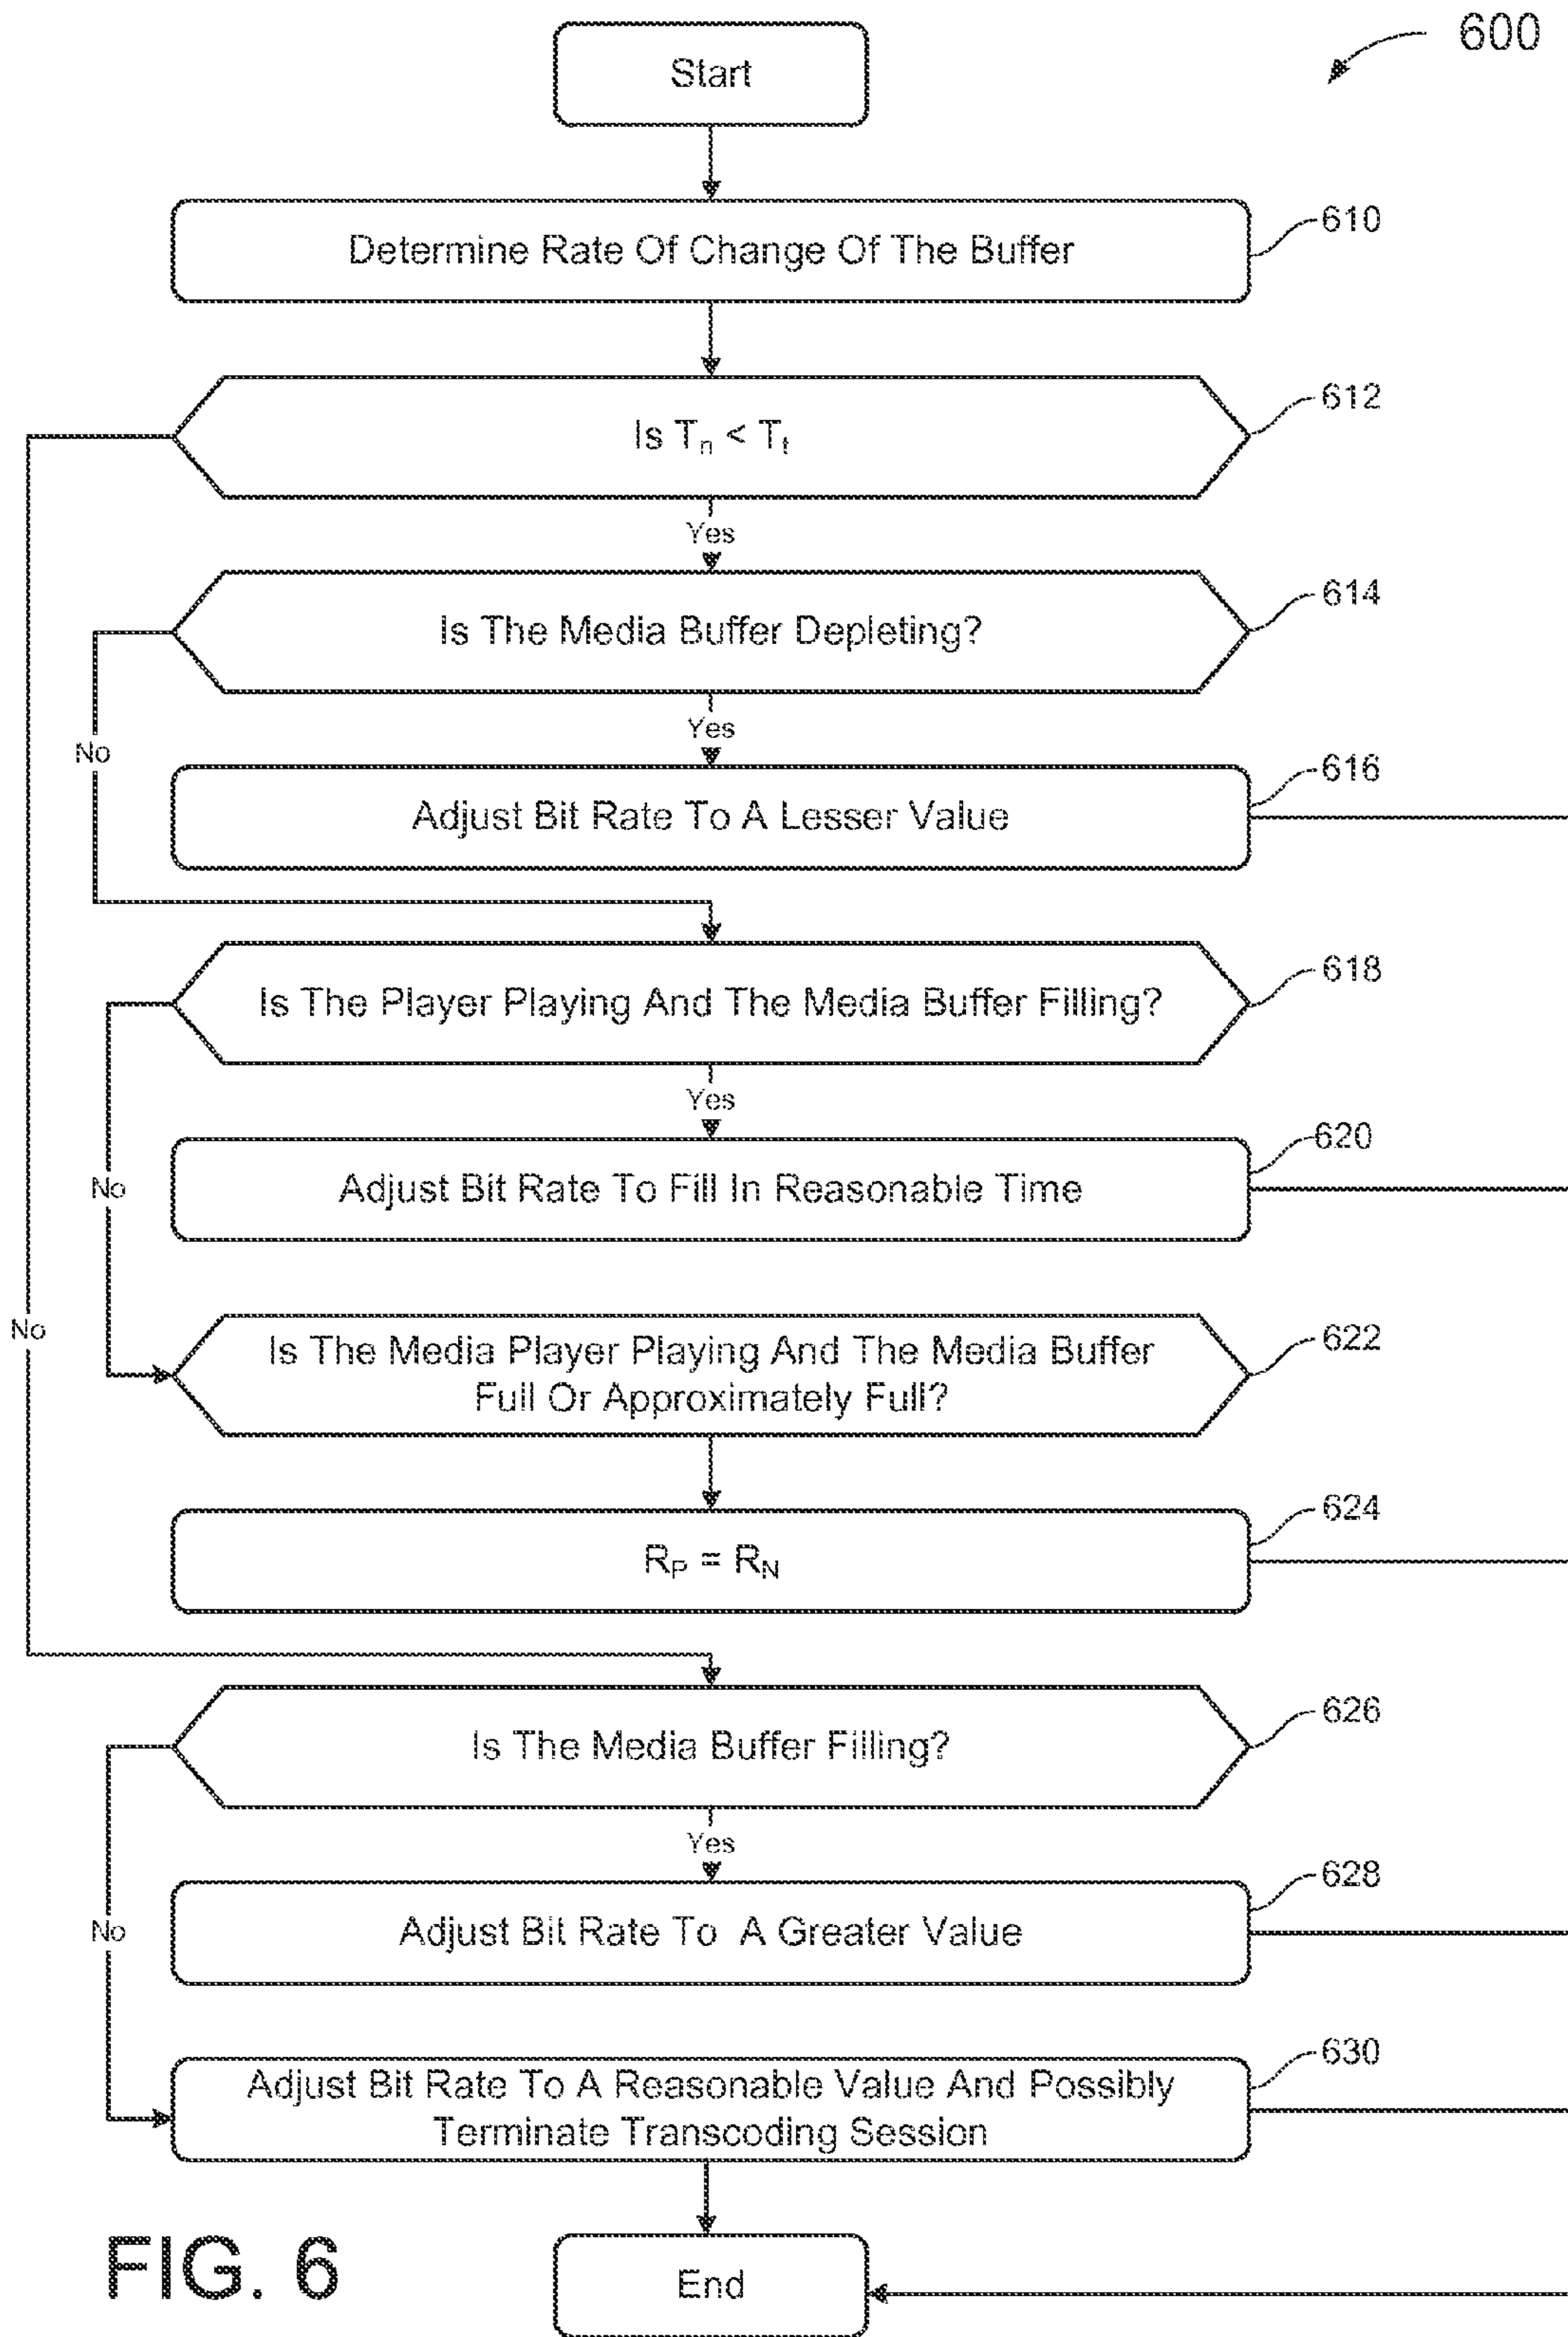 600
Start
Determine Rate Of Change Of The Buffer
610
Is Tn < Tt
612
Yes
Is The Media Buffer Depleting?
614
Yes
No
Adjust Bit Rate To A Lesser Value
616
Is The Player Playing And The Media Buffer Filling?
618
Yes
Adjust Bit Rate To Fill In Reasonable Time
620
No
No
Is The Media Player Playing And The Media Buffer
Full Or Approximately Full?
622
RP = RN
624
Is The Media Buffer Filling?
626
Yes
Adjust Bit Rate To A Greater Value
628
No
Adjust Bit Rate To A Reasonable Value And Possibly
Terminate Transcoding Session
630
End
FIG. 6